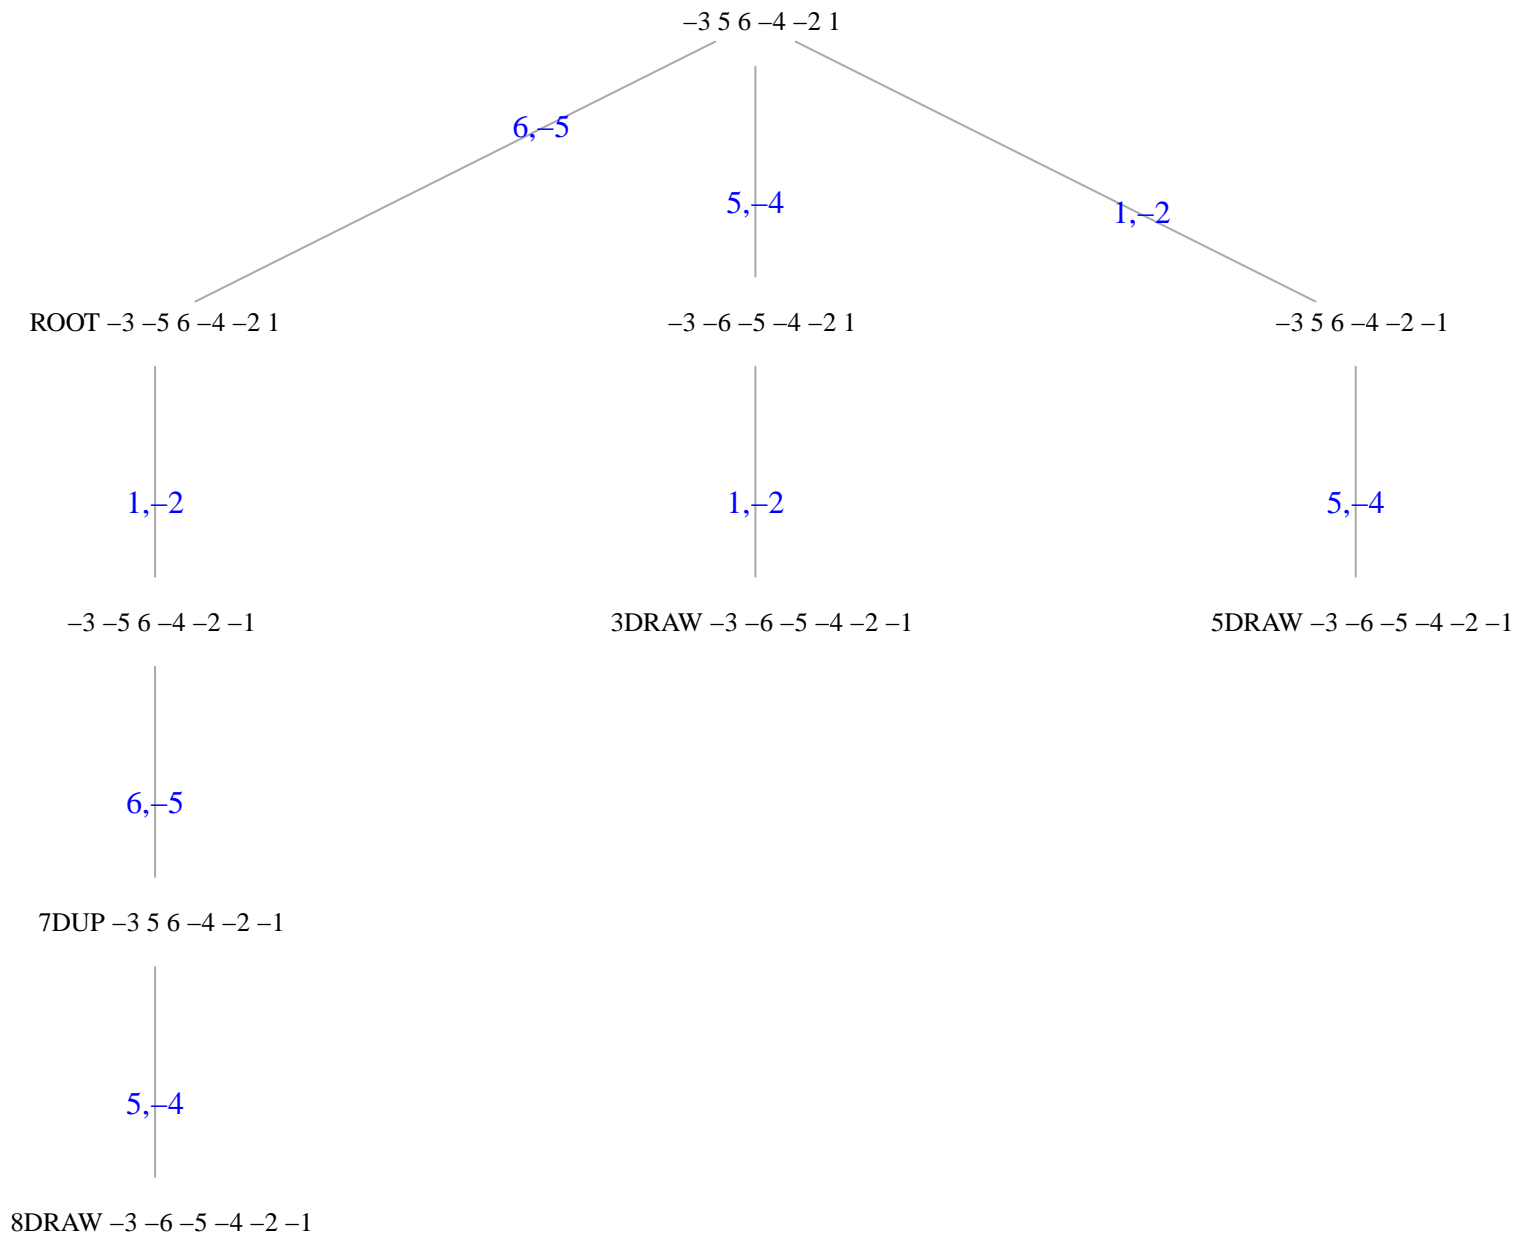 –3 5 6 –4 –2 1
6,–5
5,–4
1,–2
ROOT –3 –5 6 –4 –2 1
–3 –6 –5 –4 –2 1
–3 5 6 –4 –2 –1
1,–2
1,–2
5,–4
–3 –5 6 –4 –2 –1
3DRAW –3 –6 –5 –4 –2 –1
5DRAW –3 –6 –5 –4 –2 –1
6,–5
7DUP –3 5 6 –4 –2 –1
5,–4
8DRAW –3 –6 –5 –4 –2 –1